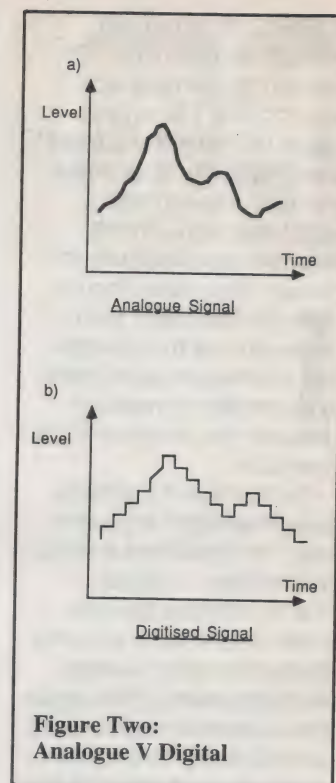 a)
Level
Time
Analogue Signal
b)
Level
Time
Digitised Signal
Figure Two:
Analogue V Digital